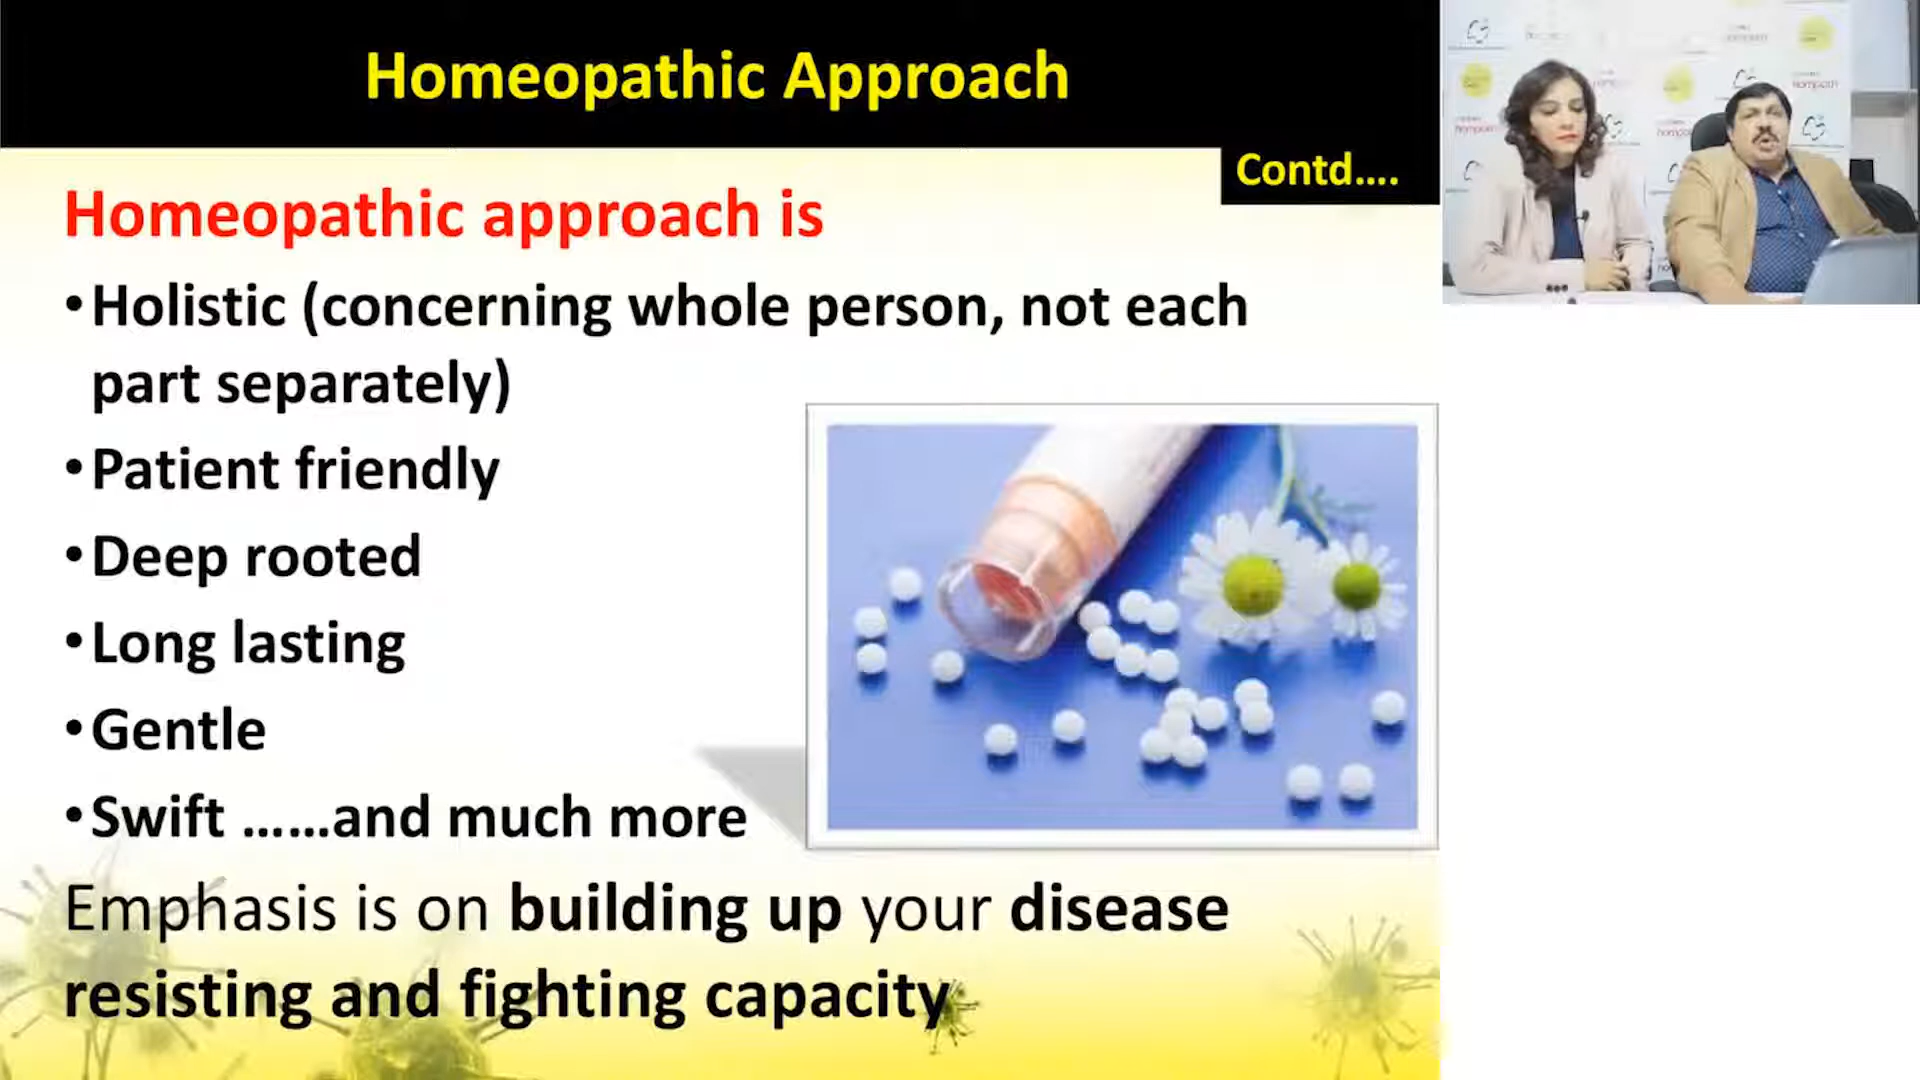 Homeopathic Approach
Contd....
Homeopathic approach is
•Holistic (concerning whole person, not each
part separately)
•Patient friendly
•Deep rooted
•Long lasting
•Gentle
•Swift ......and much more
Emphasis is on building up your disease
resisting and fighting capacity
hompath